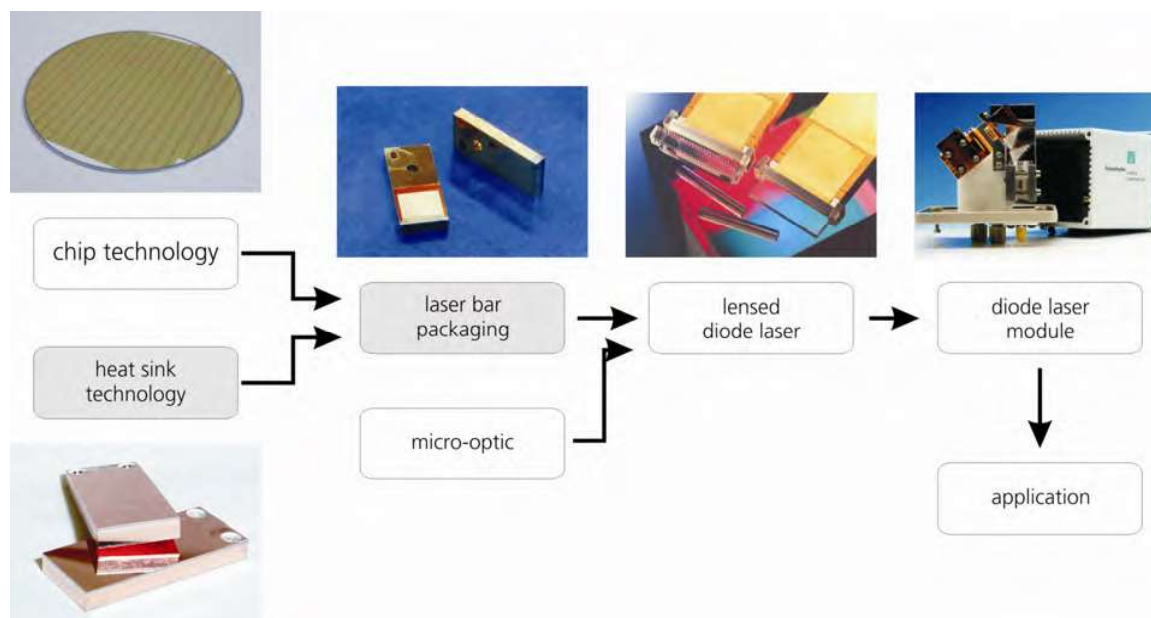 chip technology
heat sink
technology
laser bar
packaging
micro-optic
lensed
diode laser
diode laser
module
application